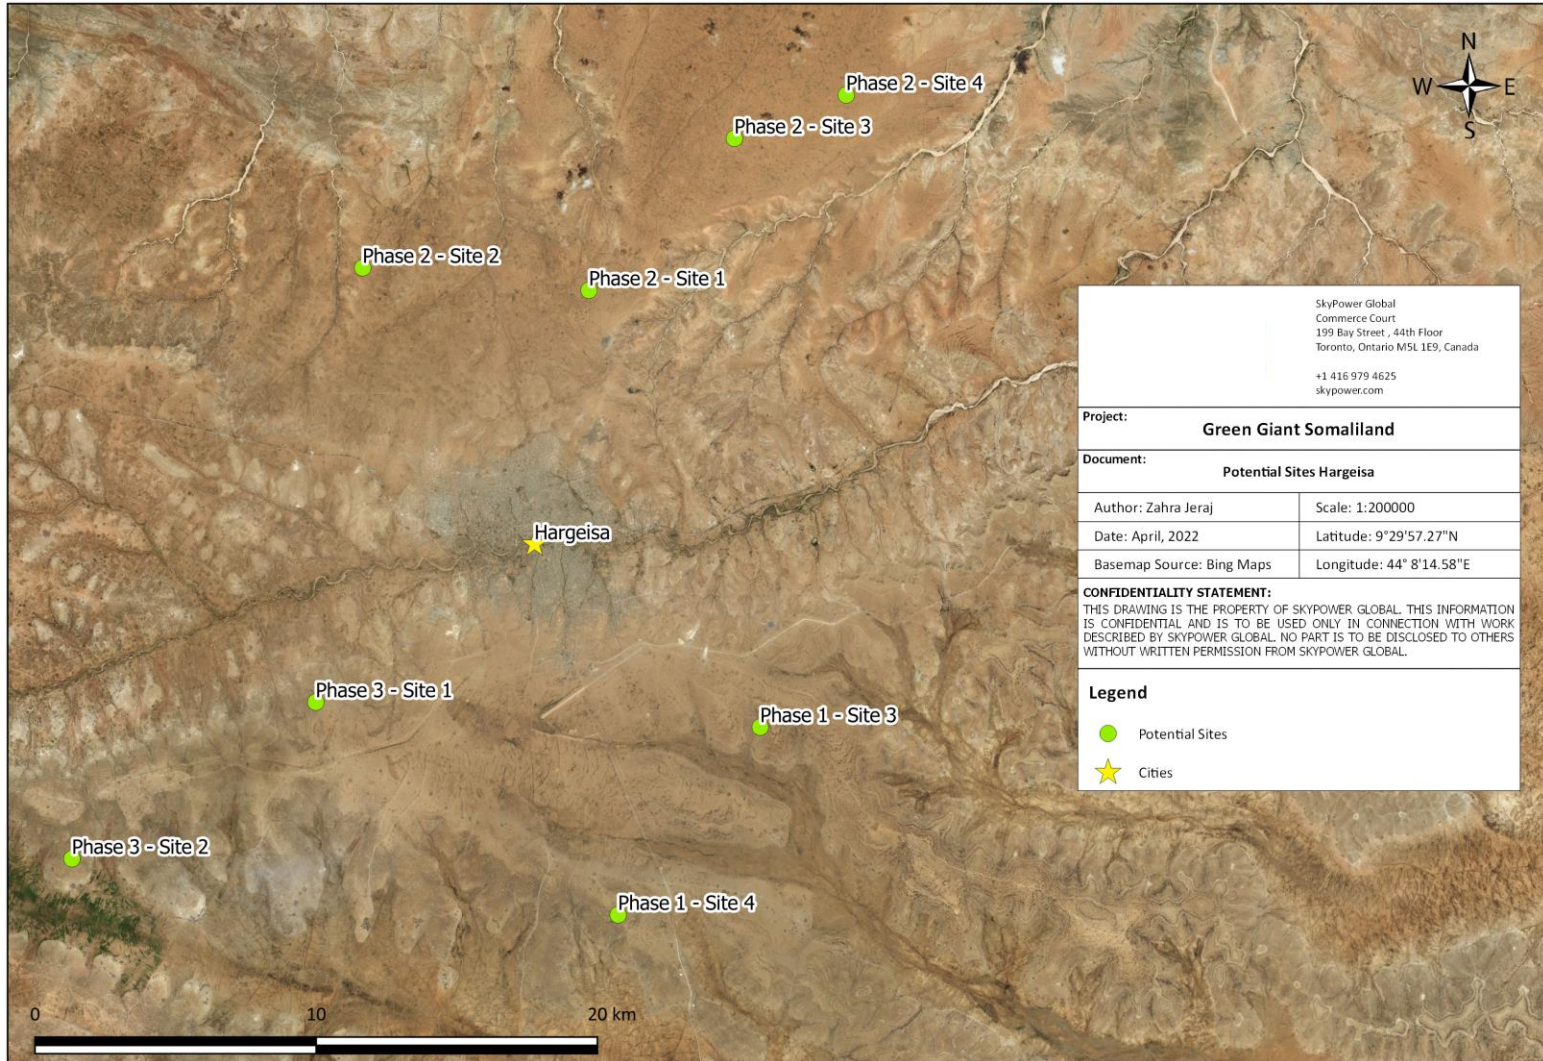 N
W E
S
Phase 2 - Site 4
Phase 2 - Site 3
Phase 2 - Site 2
Phase 2 - Site 1
Hargeisa
Phase 3 - Site 1
Phase 1 - Site 3
Phase 3 - Site 2
Phase 1 - Site 4
0 10 20 km
SkyPower Global
Commerce Court
199 Bay Street , 44th Floor
Toronto, Ontario M5L 1E9, Canada
+1 416 979 4625
skypower.com
Project:
Green Giant Somaliland
Document:
Potential Sites Hargeisa
Author: Zahra Jeraj
Scale: 1:200000
Date: April, 2022
Latitude: 9°29'57.27"N
Basemap Source: Bing Maps
Longitude: 44° 8'14.58"E
CONFIDENTIALITY STATEMENT:
THIS DRAWING IS THE PROPERTY OF SKYPOWER GLOBAL. THIS INFORMATION
IS CONFIDENTIAL AND IS TO BE USED ONLY IN CONNECTION WITH WORK
DESCRIBED BY SKYPOWER GLOBAL. NO PART IS TO BE DISCLOSED TO OTHERS
WITHOUT WRITTEN PERMISSION FROM SKYPOWER GLOBAL.
Legend
Potential Sites
Cities